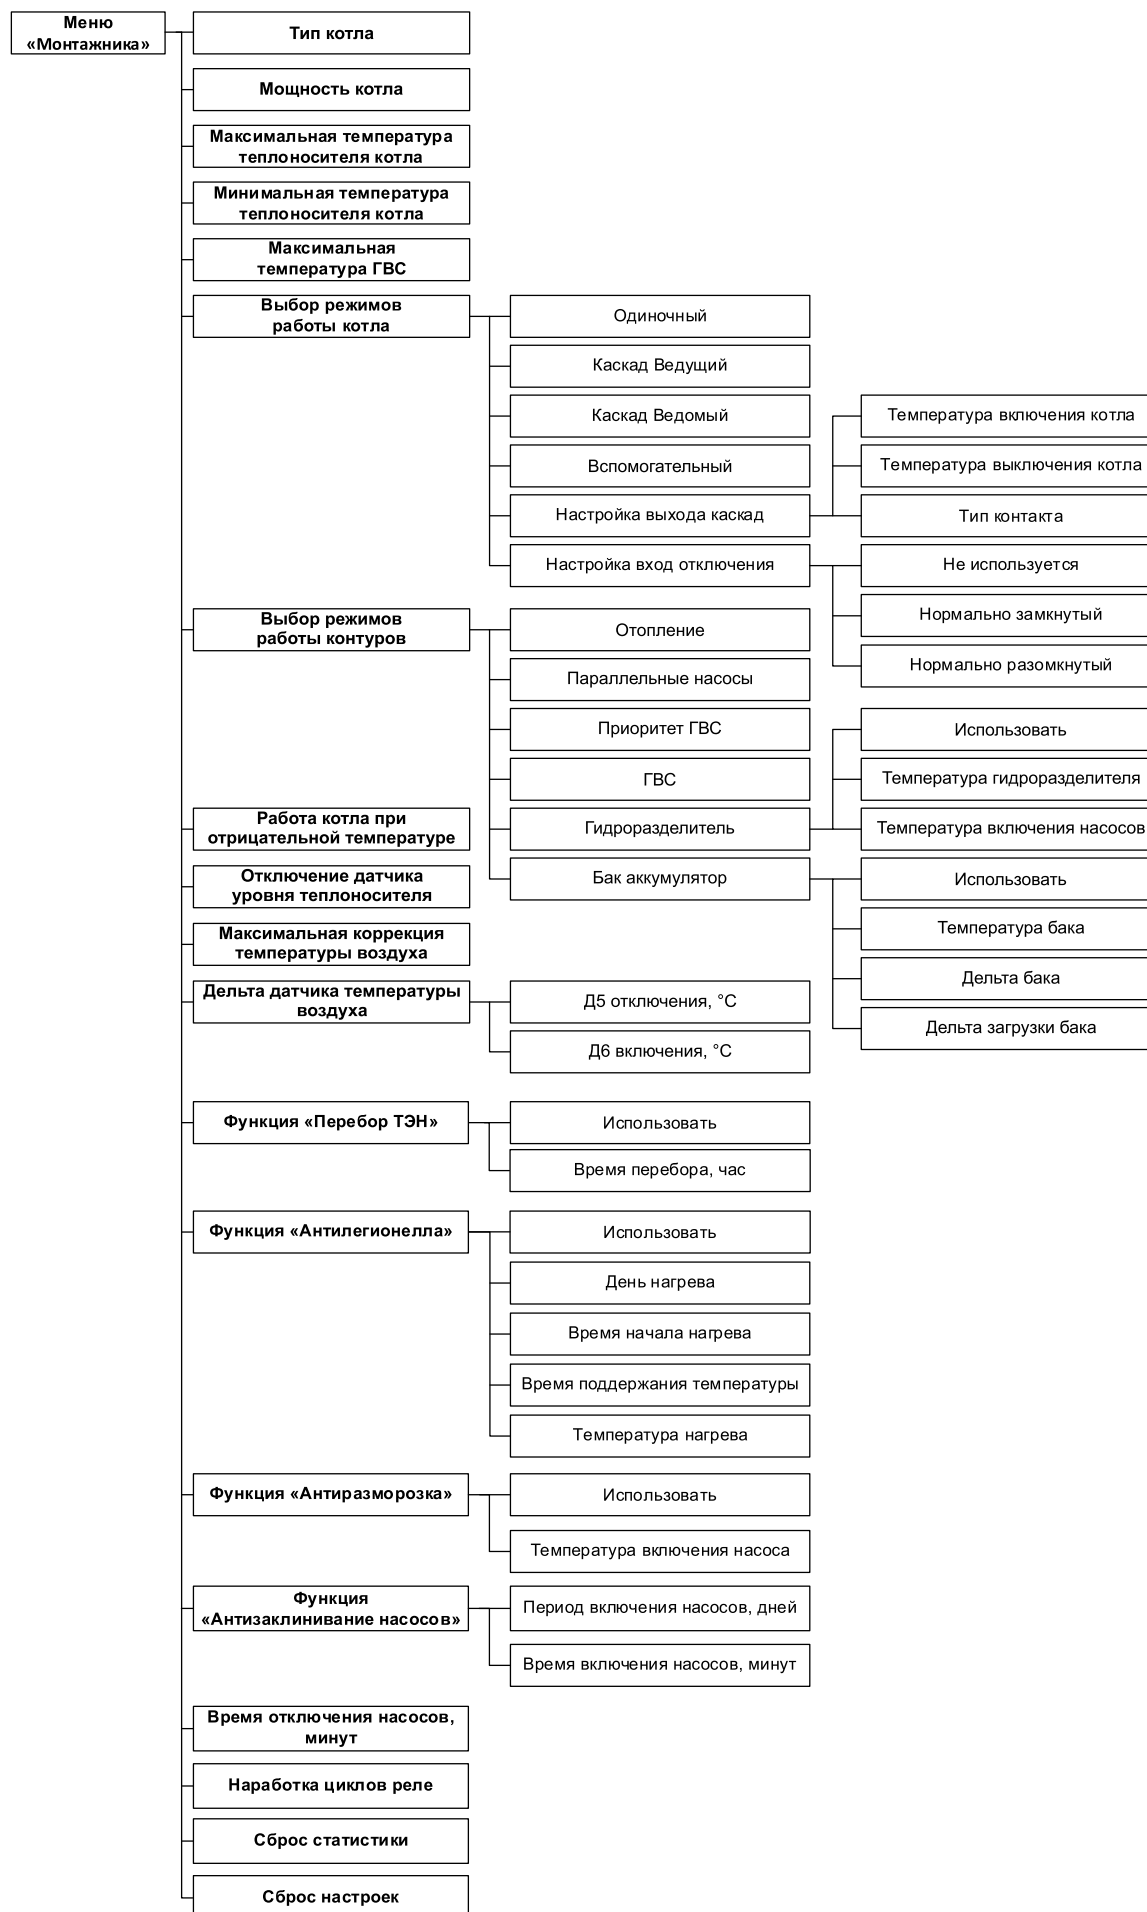 Меню
«Монтажника»
Тип котла
Мощность котла
Максимальная температура
теплоносителя котла
Минимальная температура
теплоносителя котла
Максимальная
температура ГВС
Выбор режимов
работы котла
Одиночный
Каскад Ведущий
Каскад Ведомый
Вспомогательный
Настройка выхода каскад
Температура включения котла
Температура выключения котла
Тип контакта
Настройка вход отключения
Не используется
Нормально замкнутый
Нормально разомкнутый
Выбор режимов
работы контуров
Отопление
Параллельные насосы
Приоритет ГВС
ГВС
Гидроразделитель
Использовать
Температура гидроразделителя
Температура включения насосов
Бак аккумулятор
Использовать
Температура бака
Дельта бака
Дельта загрузки бака
Работа котла при
отрицательной температуре
Отключение датчика
уровня теплоносителя
Максимальная коррекция
температуры воздуха
Дельта датчика температуры
воздуха
Д5 отключения, °С
Д6 включения, °С
Функция «Перебор ТЭН»
Использовать
Время перебора, час
Функция «Антилегионелла»
Использовать
День нагрева
Время начала нагрева
Время поддержания температуры
Температура нагрева
Функция «Антиразморозка»
Использовать
Температура включения насоса
Функция
«Антизаклинивание насосов»
Период включения насосов, дней
Время включения насосов, минут
Время отключения насосов,
минут
Наработка циклов реле
Сброс статистики
Сброс настроек